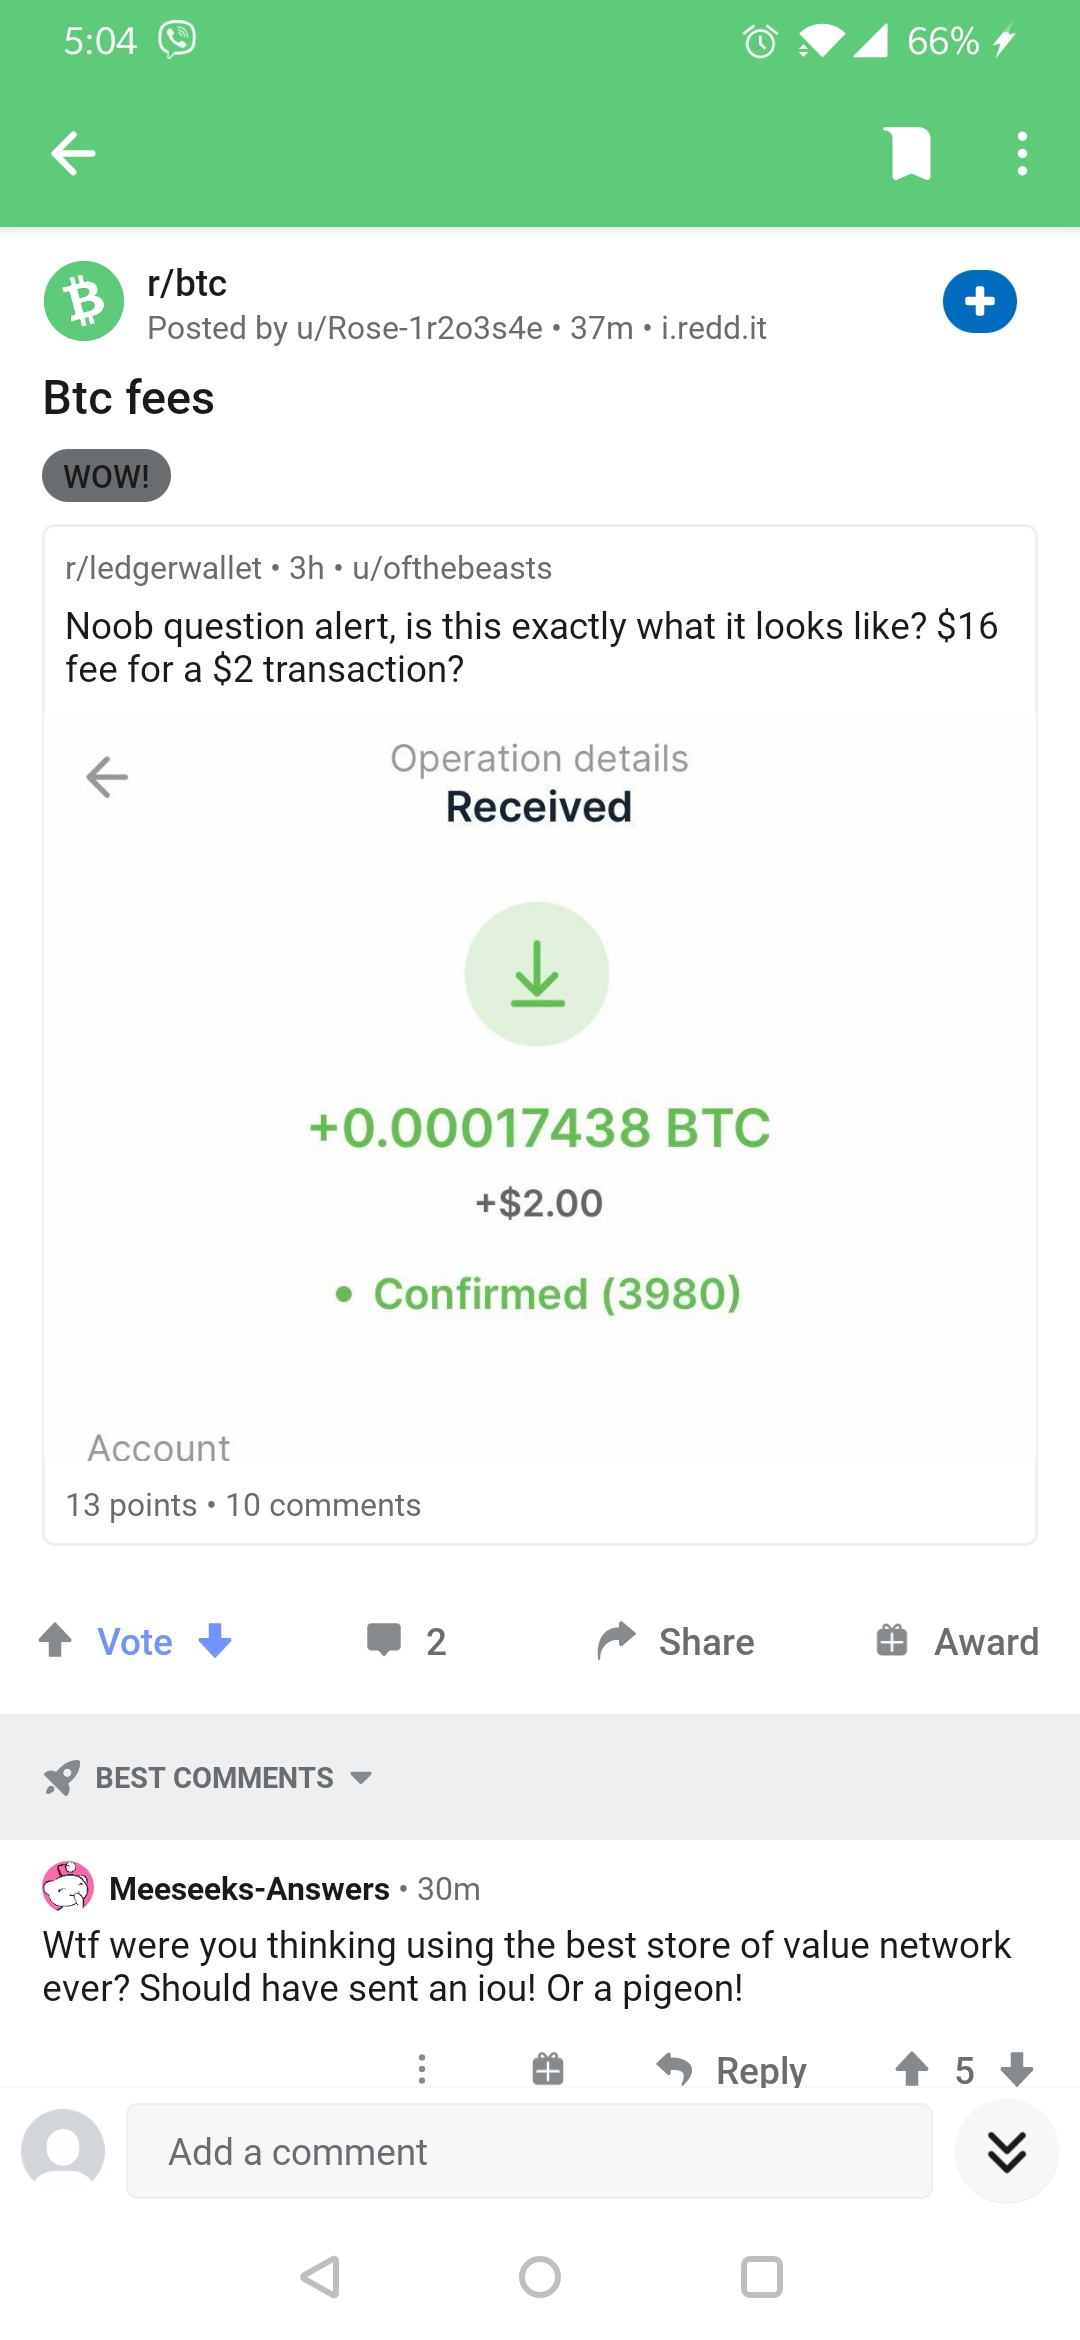 5:04
66%
r/btc
Posted by u/Rose-1r2o3s4e • 37m • i.redd.it
Btc fees
WOW!
r/ledgerwallet • 3h • u/ofthebeasts
Noob question alert, is this exactly what it looks like? $16
fee for a $2 transaction?
Operation details
Received
+0.00017438 BTC
+$2.00
• Confirmed (3980)
Account
13 points • 10 comments
Vote
2
Share
Award
BEST COMMENTS
Meeseeks-Answers • 30m
Wtf were you thinking using the best store of value network
ever? Should have sent an iou! Or a pigeon!
Reply
5
Add a comment